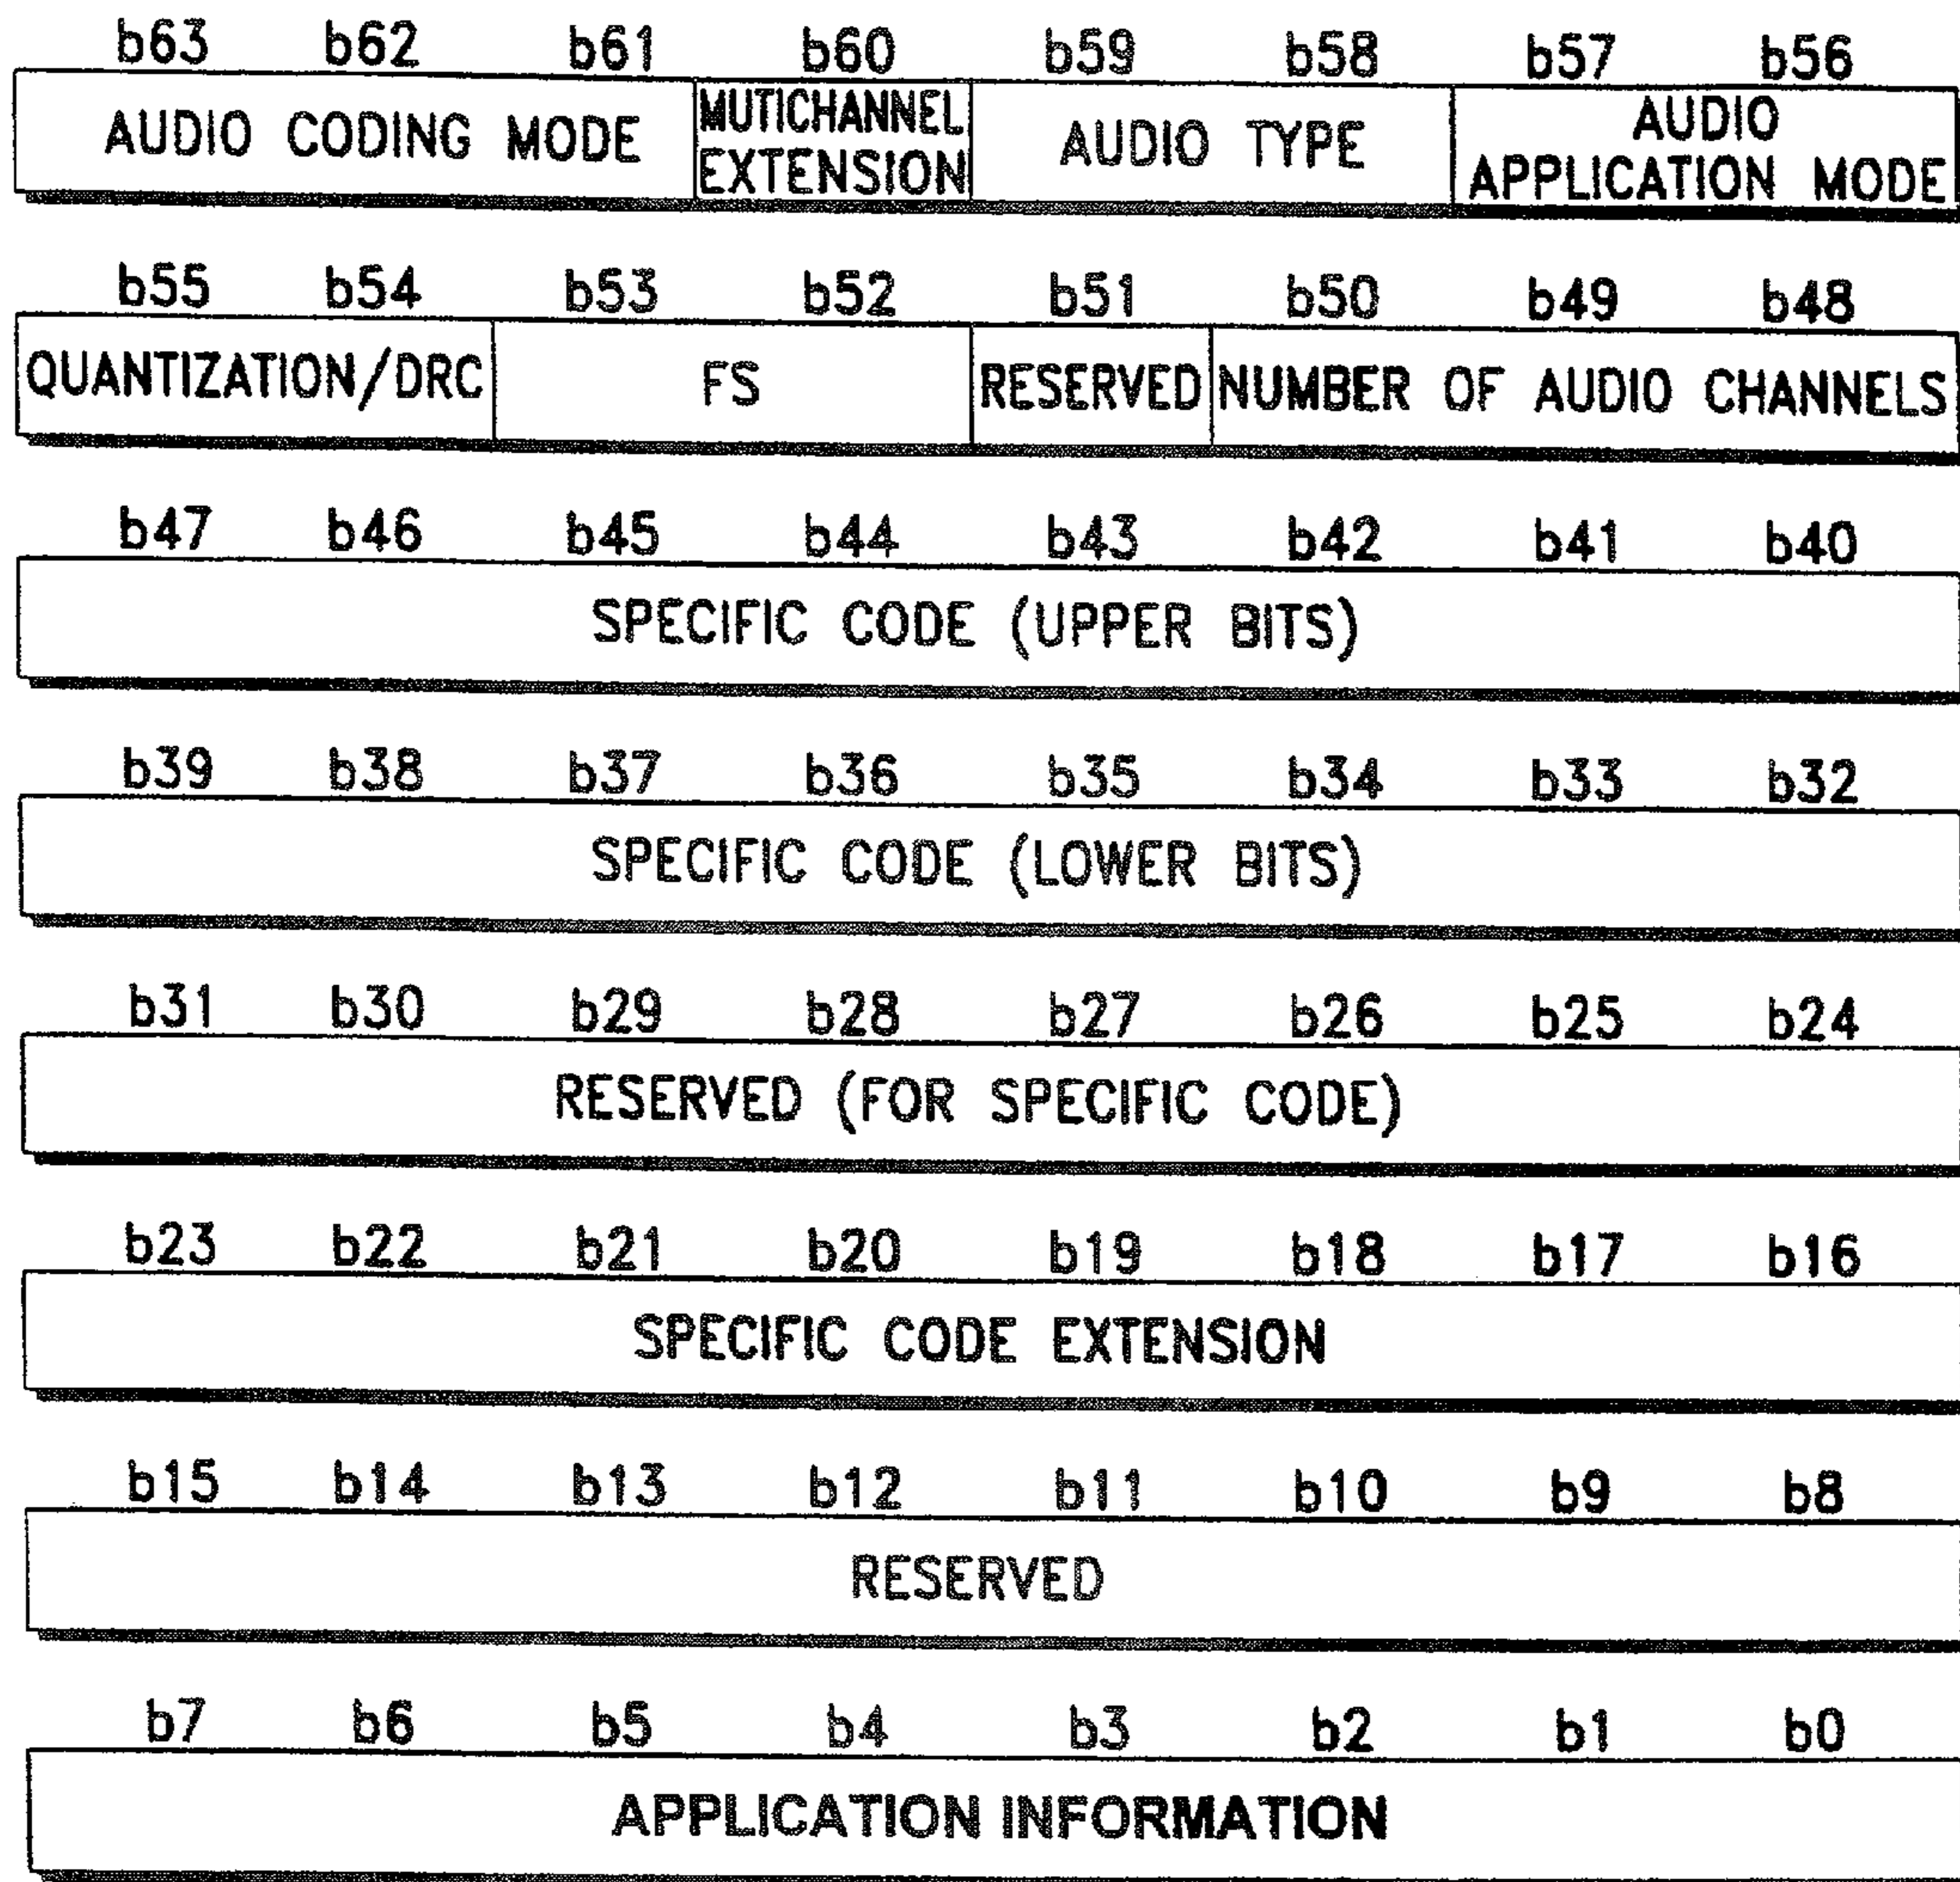 b63 b62 b61 b60 b59 b58 b57 b56
AUDIO CODING MODE
MUTICHANNEL
EXTENSION
AUDIO TYPE
AUDIO
APPLICATION MODE
b55 b54 b53 b52 b51 b50 b49 b48
QUANTIZATION/DRC FS RESERVED NUMBER OF AUDIO CHANNELS
b47 b46 b45 b44 b43 b42 b41 b40
SPECIFIC CODE (UPPER BITS)
b39 b38 b37 b36 b35 b34 b33 b32
SPECIFIC CODE (LOWER BITS)
b31 b30 b29 b28 b27 b26 b25 b24
RESERVED (FOR SPECIFIC CODE)
b23 b22 b21 b20 b19 b18 b17 b16
SPECIFIC CODE EXTENSION
b15 b14 b13 b12 b11 b10 b9 b8
RESERVED
b7 b6 b5 b4 b3 b2 b1 b0
APPLICATION INFORMATION